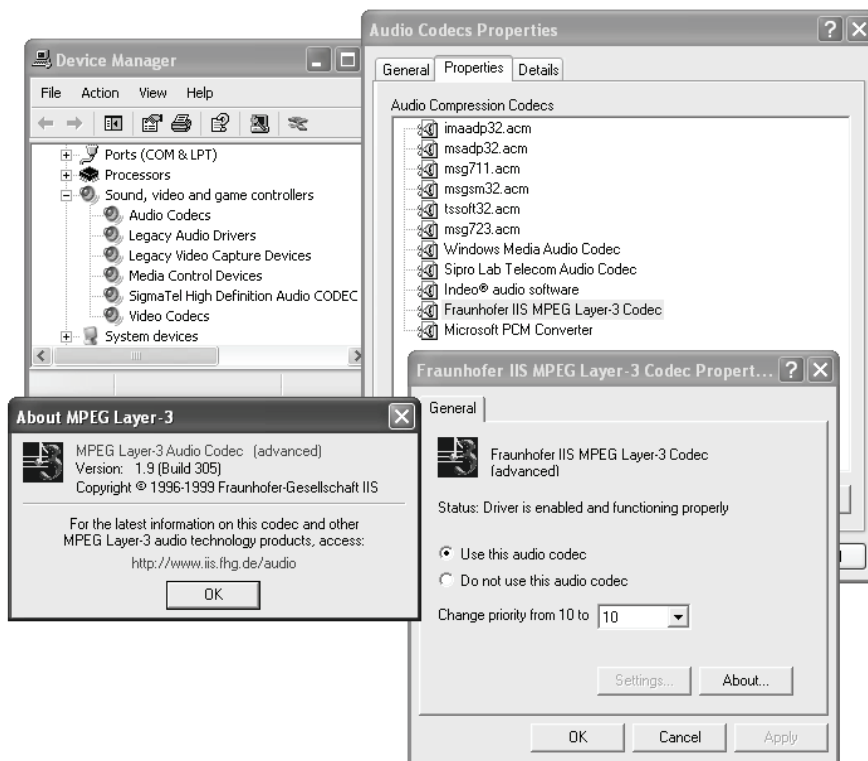 Device Manager
File Action View Help
Ports (COM & LPT)
Processors
Sound, video and game controllers
Audio Codecs
Legacy Audio Drivers
Legacy Video Capture Devices
Media Control Devices
SigmaTel High Definition Audio CODEC
Video Codecs
System devices
Audio Codecs Properties
General Properties Details
Audio Compression Codecs
imaadp32.acm
msadp32.acm
msg711.acm
msgsm32.acm
tssoft32.acm
msg723.acm
Windows Media Audio Codec
Sipro Lab Telecom Audio Codec
Indeo® audio software
Fraunhofer IIS MPEG Layer-3 Codec
Microsoft PCM Converter
About MPEG Layer-3
MPEG Layer-3 Audio Codec (advanced)
Version: 1.9 (Build 305)
Copyright © 1996-1999 Fraunhofer-Gesellschaft IIS
For the latest information on this codec and other
MPEG Layer-3 audio technology products, access:
http://www.iis.fhg.de/audio
OK
Fraunhofer IIS MPEG Layer-3 Codec Propert...
General
Fraunhofer IIS MPEG Layer-3 Codec
(advanced)
Status: Driver is enabled and functioning properly
Use this audio codec
Do not use this audio codec
Change priority from 10 to 10
Settings... About...
OK Cancel Apply